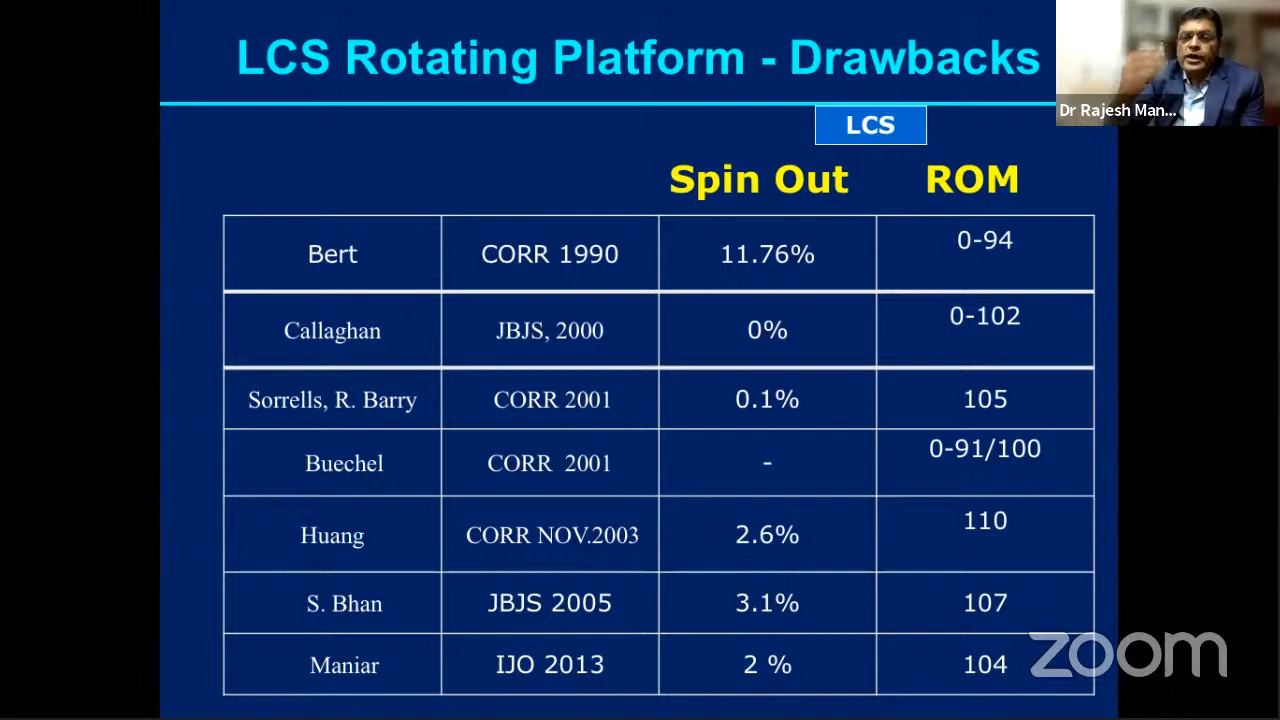 LCS Rotating Platform - Drawbacks
Dr Rajesh Man...
LCS
Spin Out ROM
Bert CORR 1990 11.76% 0-94
Callaghan JBJS, 2000 0% 0-102
Sorrells, R. Barry CORR 2001 0.1% 105
Buechel CORR 2001 - 0-91/100
Huang CORR NOV.2003 2.6% 110
S. Bhan JBJS 2005 3.1% 107
Maniar IJO 2013 2 % 104
zoom